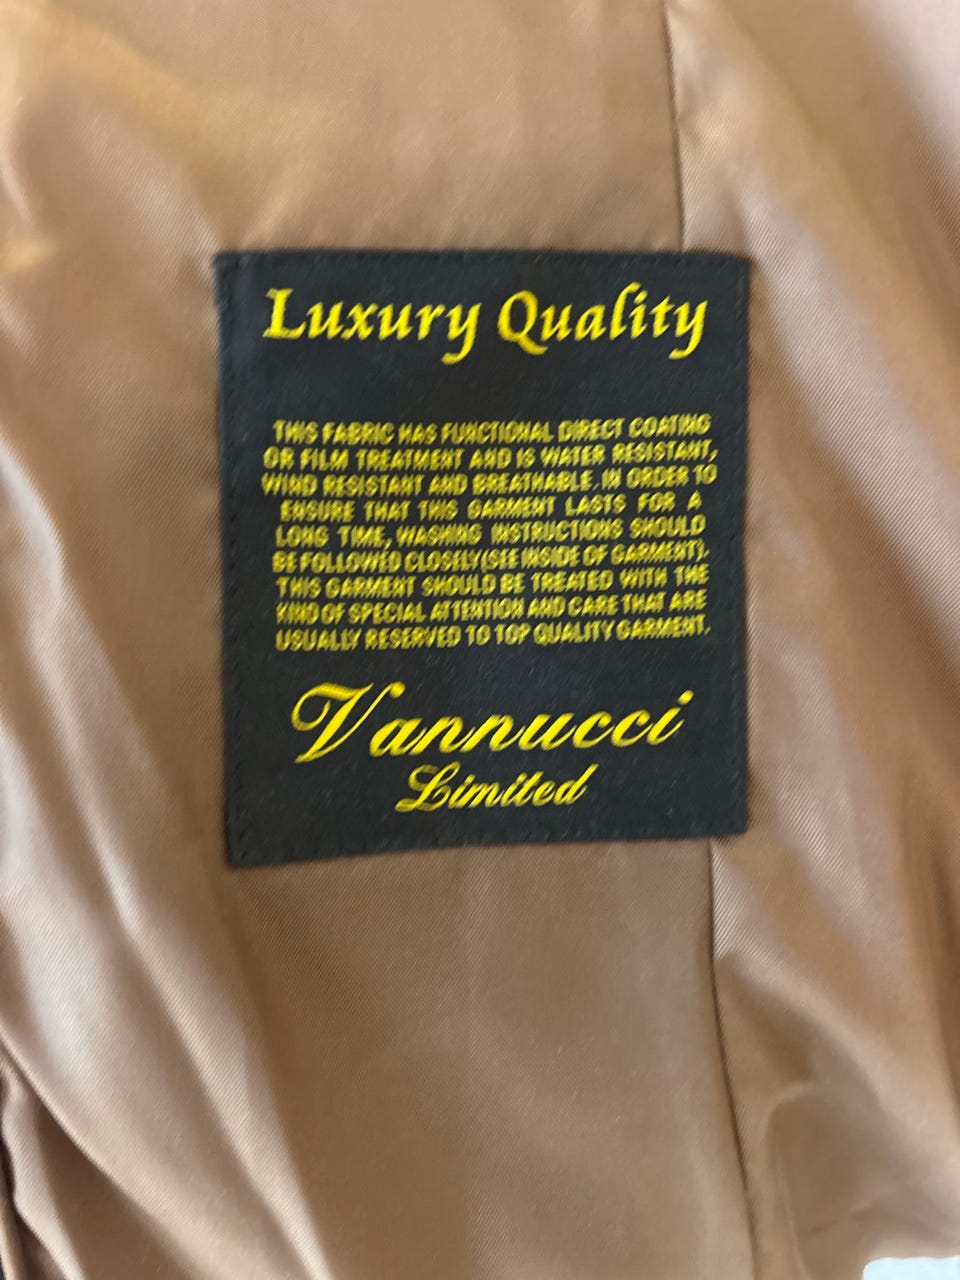 Luxury Quality
THIS FABRIC HAS FUNCTIONAL DIRECT COATING
OR FILM TREATMENT AND IS WATER RESISTANT,
WIND RESISTANT AND BREATHABLE. IN ORDER TO
ENSURE THAT THIS GARMENT LASTS FOR A
LONG TIME, WASHING INSTRUCTIONS SHOULD
BE FOLLOWED CLOSELY (SEE INSIDE OF GARMENT).
THIS GARMENT SHOULD BE TREATED WITH THE
KIND OF SPECIAL ATTENTION AND CARE THAT ARE
USUALLY RESERVED TO TOP QUALITY GARMENT.
Vannucci
Limited